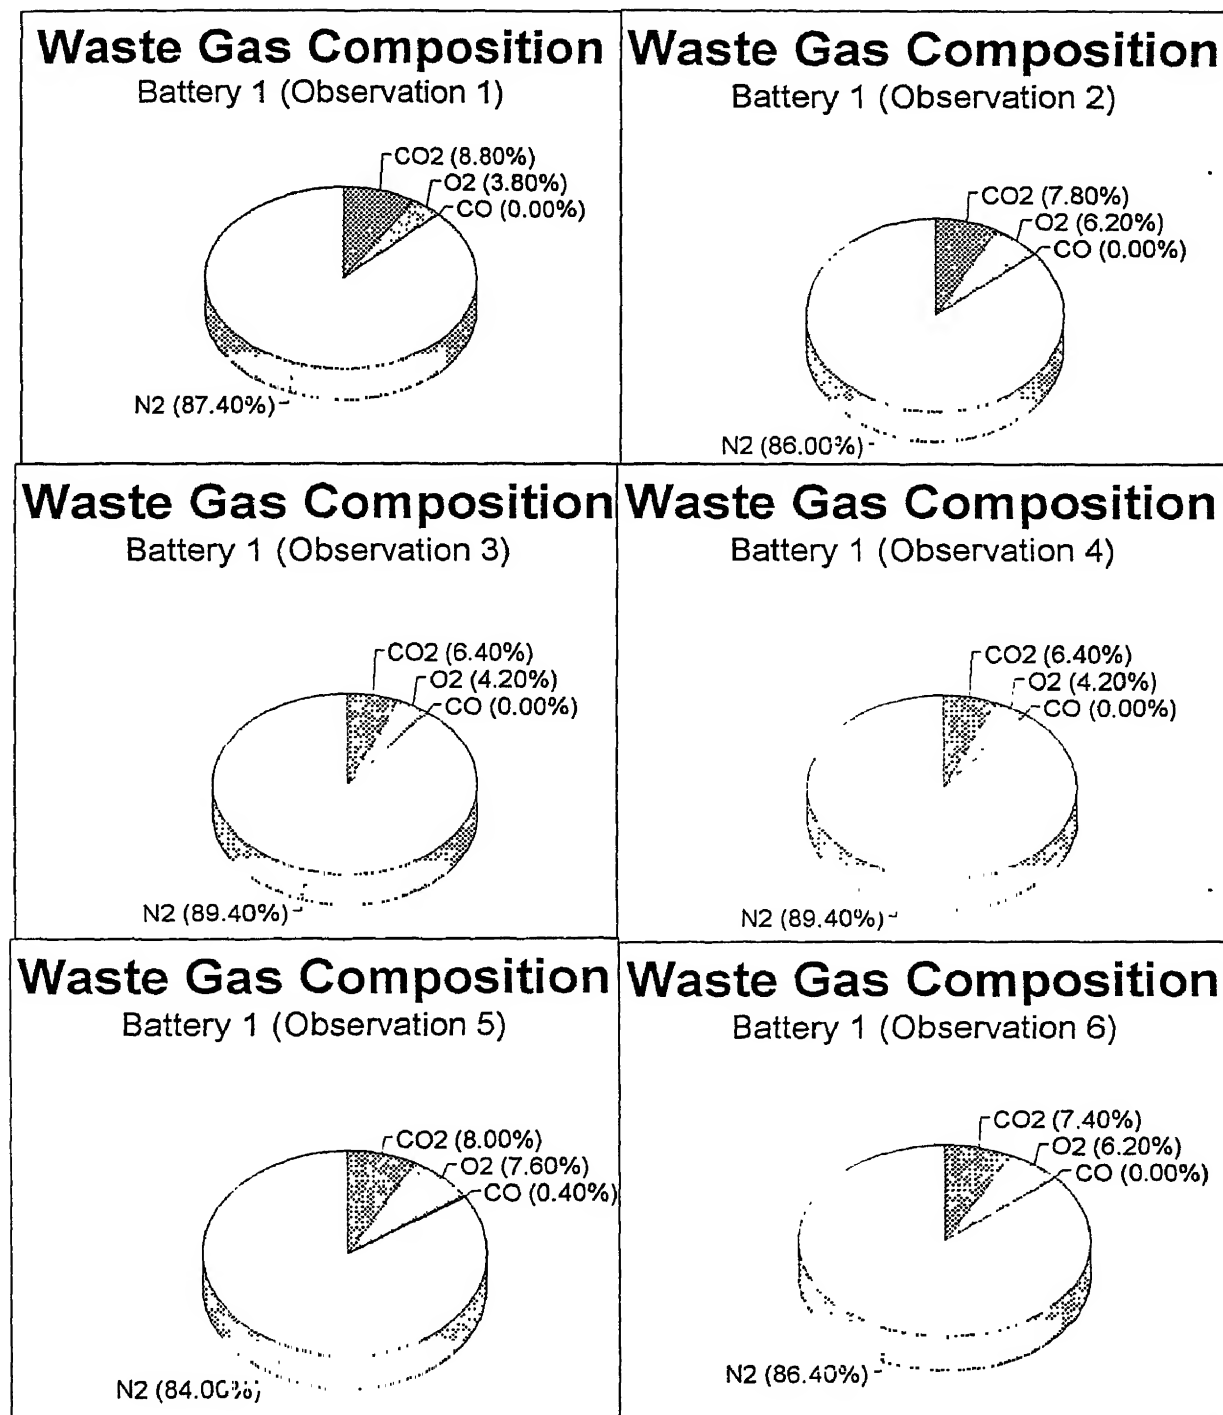 Waste Gas Composition
Battery 1 (Observation 1)
CO2 (8.80%)
O2 (3.80%)
CO (0.00%)
N2 (87.40%)
Waste Gas Composition
Battery 1 (Observation 2)
CO2 (7.80%)
O2 (6.20%)
CO (0.00%)
N2 (86.00%)
Waste Gas Composition
Battery 1 (Observation 3)
CO2 (6.40%)
O2 (4.20%)
CO (0.00%)
N2 (89.40%)
Waste Gas Composition
Battery 1 (Observation 4)
CO2 (6.40%)
O2 (4.20%)
CO (0.00%)
N2 (89.40%)
Waste Gas Composition
Battery 1 (Observation 5)
CO2 (8.00%)
O2 (7.60%)
CO (0.40%)
N2 (84.00%)
Waste Gas Composition
Battery 1 (Observation 6)
CO2 (7.40%)
O2 (6.20%)
CO (0.00%)
N2 (86.40%)